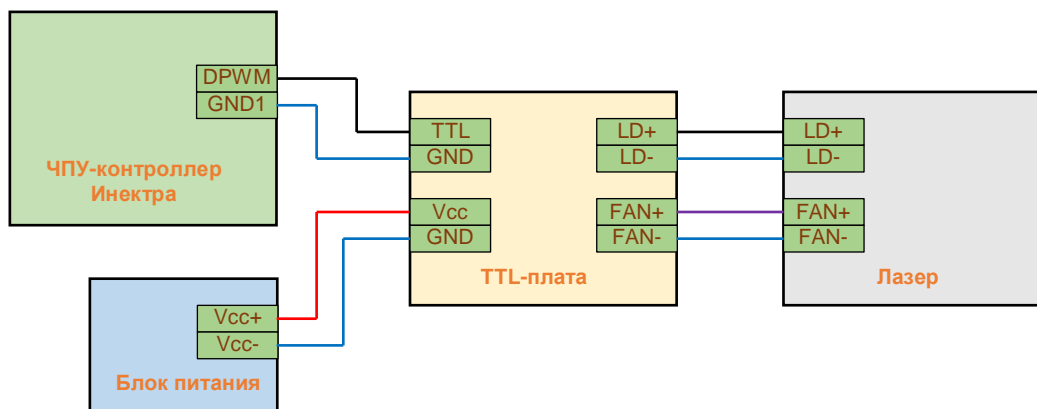 DPWM
GND1
ЧПУ-контроллер
Инектра
Vcc+
Vcc-
Блок питания
TTL
GND
Vcc
GND
LD+
LD-
FAN+
FAN-
TTL-плата
LD+
LD-
FAN+
FAN-
Лазер